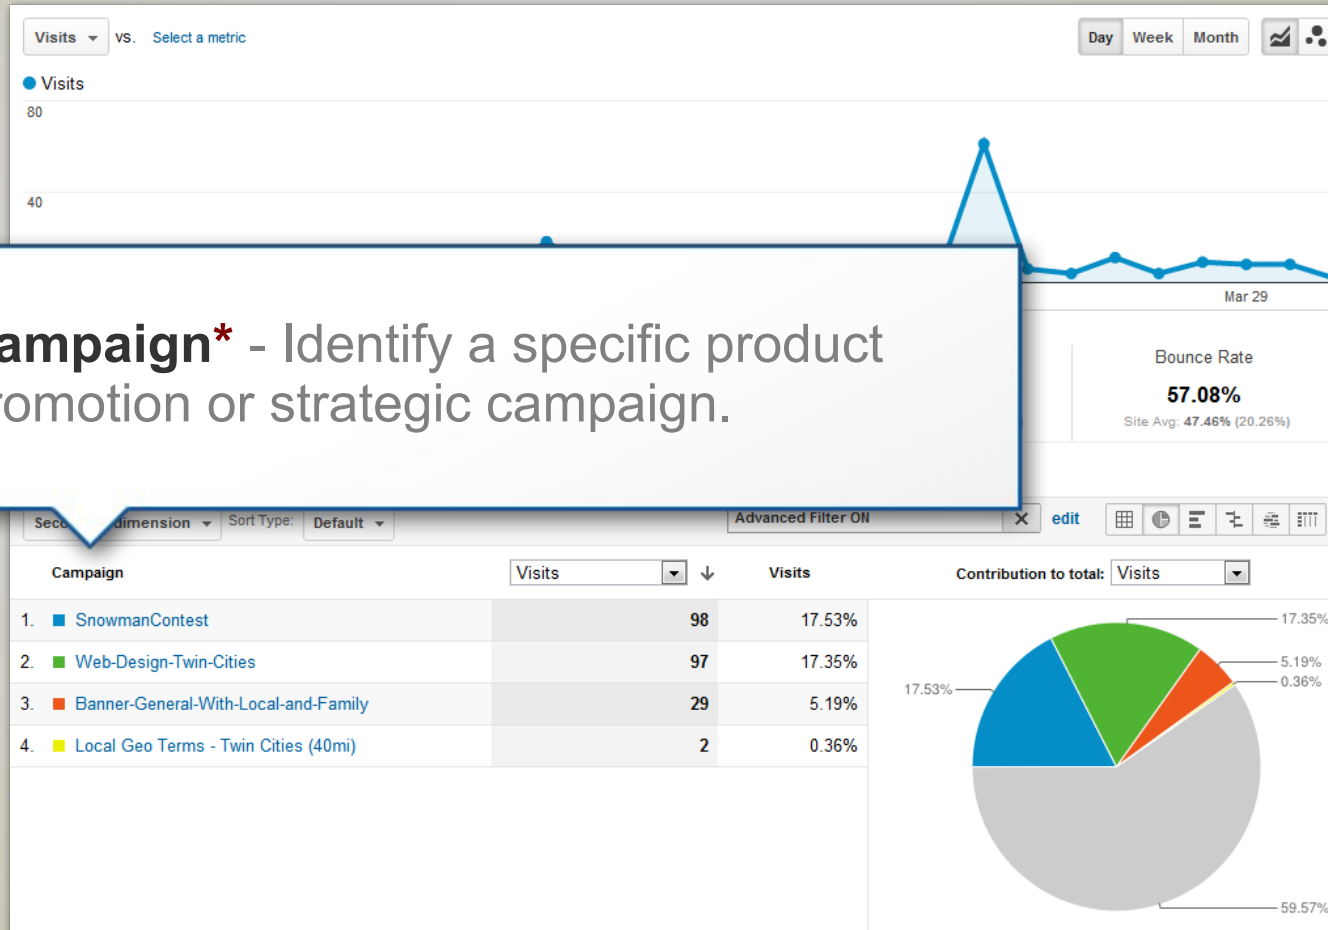 Visits vs. Select a metric Day Week Month
Visits
80
40
Mar 29
ampaign* - Identify a specific product
romotion or strategic campaign.
Bounce Rate
57.08%
Site Avg: 47.46% (20.26%)
dimension Sort Type: Default Advanced Filter ON edit
Campaign Visits Visits Contribution to total: Visits
1. SnowmanContest 98 17.53%
2. Web-Design-Twin-Cities 97 17.35%
3. Banner-General-With-Local-and-Family 29 5.19%
4. Local Geo Terms - Twin Cities (40mi) 2 0.36%
17.35%
5.19%
0.36%
17.53%
59.57%